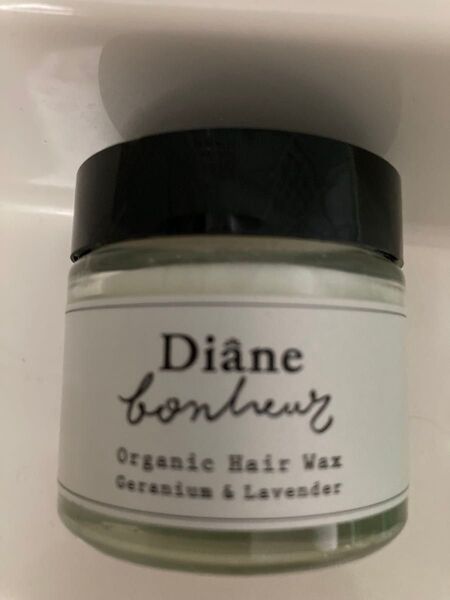 Diâne
bonheur
Organic Hair Wax
Geranium & Lavender